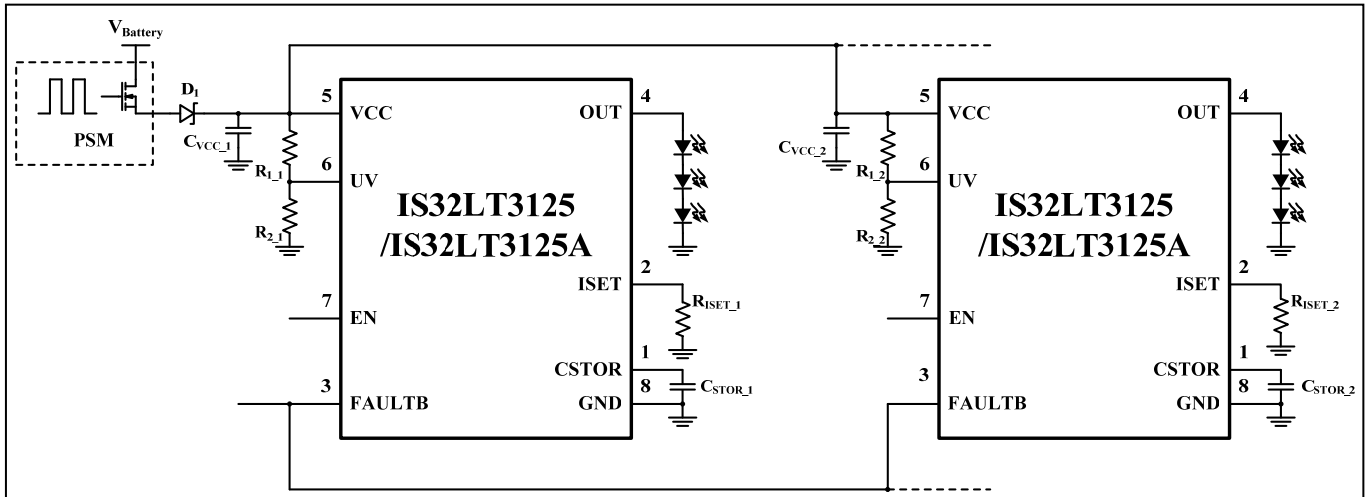 VBattery
PSM
D1
CVCC_1
R1_1
R2_1
5
VCC
6
UV
7
EN
3
FAULTB
IS32LT3125
/IS32LT3125A
4
OUT
2
ISET
RISET_1
1
CSTOR
CSTOR_1
8
GND
CVCC_2
R1_2
R2_2
5
VCC
6
UV
7
EN
3
FAULTB
IS32LT3125
/IS32LT3125A
4
OUT
2
ISET
RISET_2
1
CSTOR
CSTOR_2
8
GND